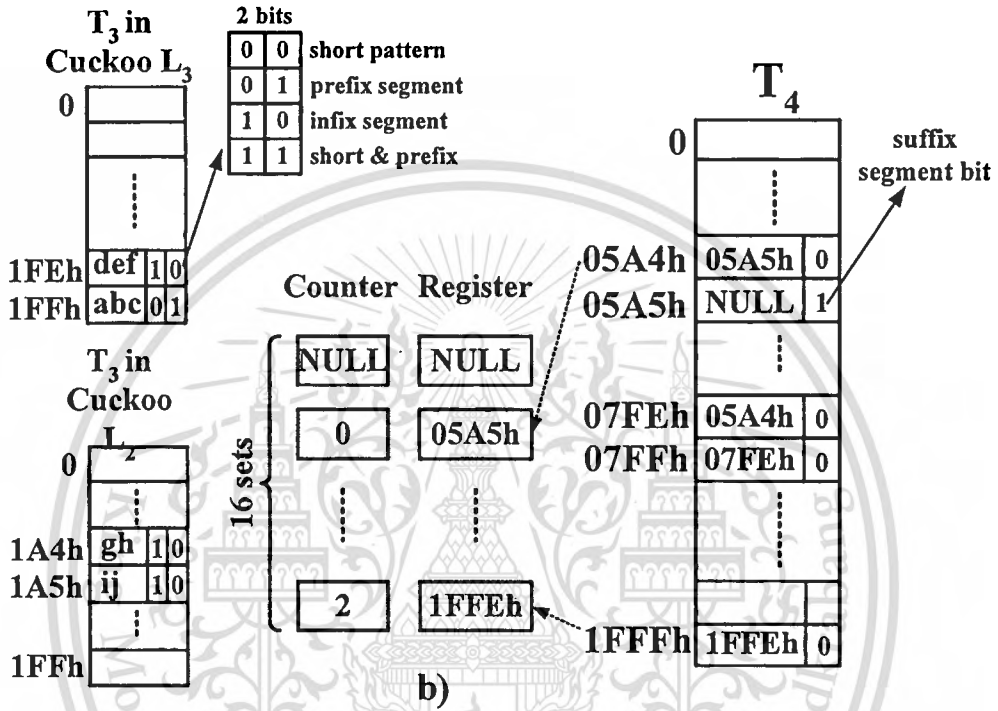 T3 in
Cuckoo L3
0
1FEh def 1 0
1FFh abc 0 1
2 bits
0 0 short pattern
0 1 prefix segment
1 0 infix segment
1 1 short & prefix
T3 in
Cuckoo
L2
0
1A4h gh 1 0
1A5h ij 1 0
1FFh
Counter Register
16 sets
NULL NULL
0 05A5h
2 1FFEh
T4
suffix
segment bit
0
05A4h 05A5h 0
05A5h NULL 1
07FEh 05A4h 0
07FFh 07FEh 0
1FFFh 1FFEh 0
b)